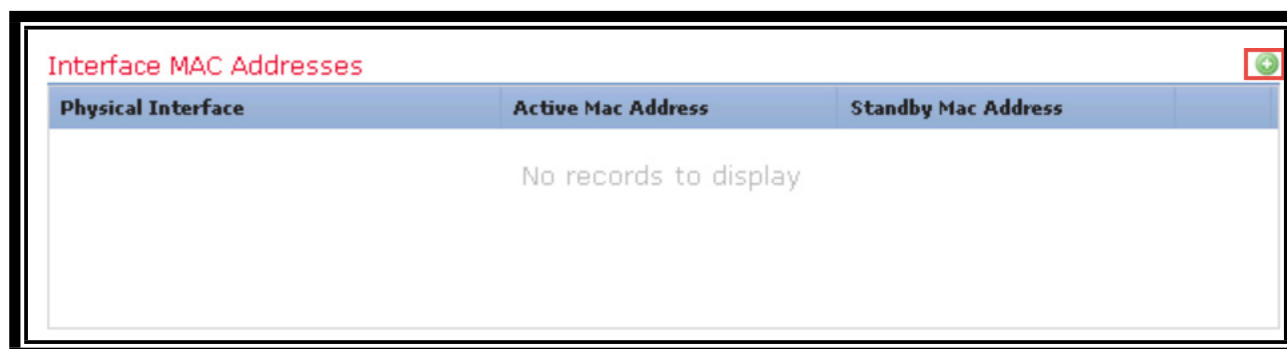 Interface MAC Addresses
Physical Interface Active Mac Address Standby Mac Address
No records to display